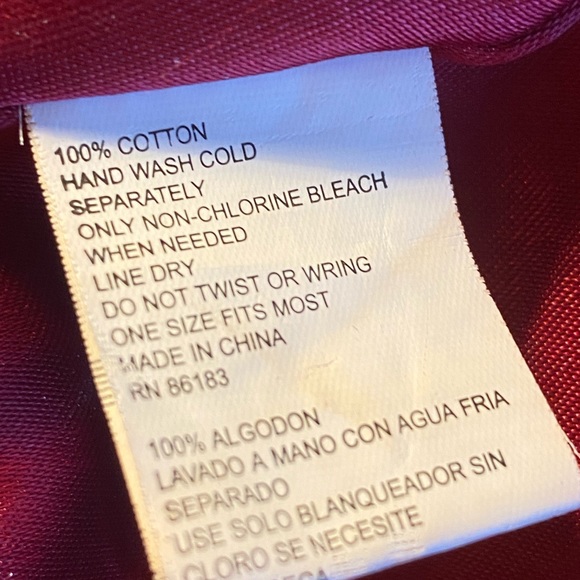 100% COTTON
HAND WASH COLD
SEPARATELY
ONLY NON-CHLORINE BLEACH
WHEN NEEDED
LINE DRY
DO NOT TWIST OR WRING
ONE SIZE FITS MOST
MADE IN CHINA
RN 86183
100% ALGODON
LAVADO A MANO CON AGUA FRIA
SEPARADO
USE SOLO BLANQUEADOR SIN
CLORO SE NECESITE